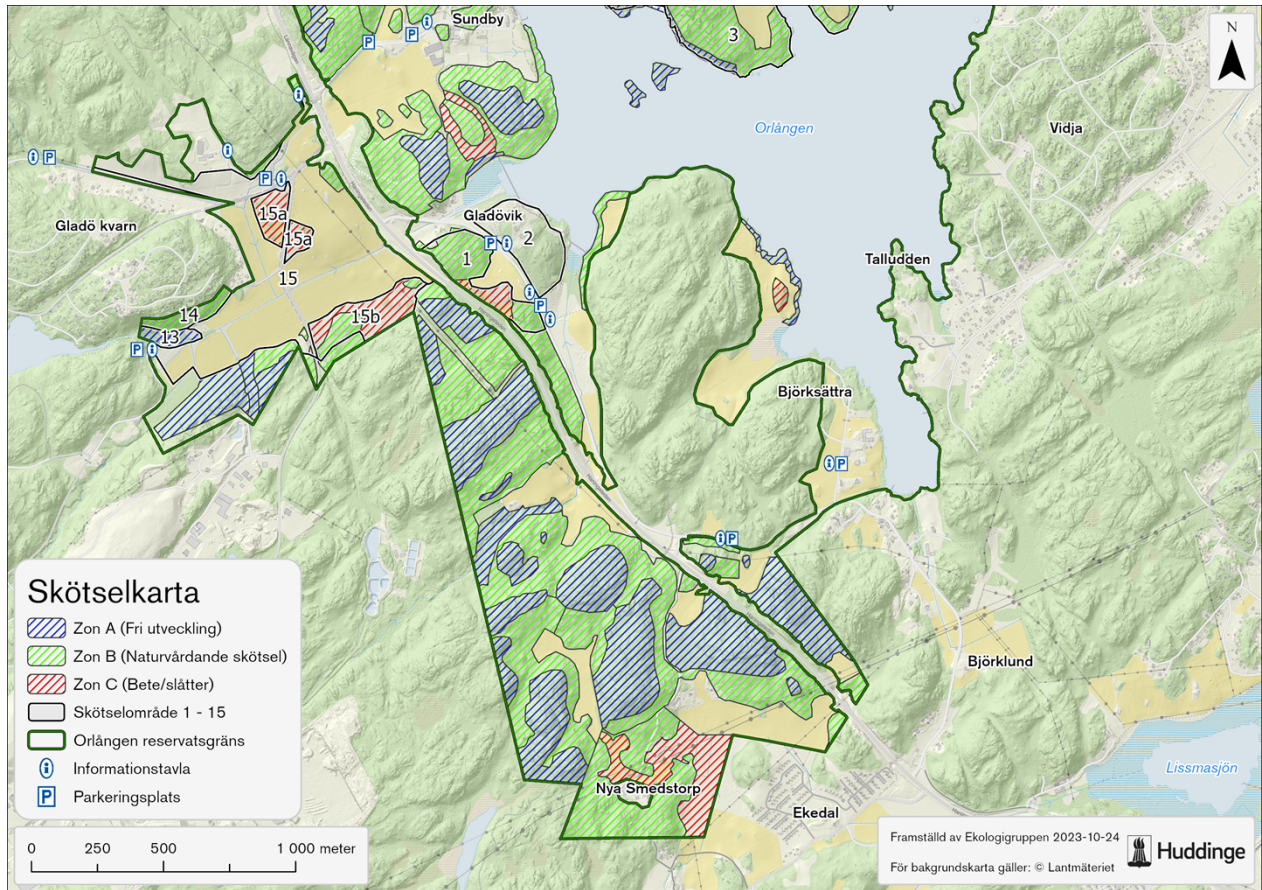 Sundby
P
i
P
3
N
Orlången
Vidja
i
i P
i
P i
Gladö kvarn
15a
15a
Gladövik
P i
2
1
15
Talludden
i
P
i
14
13
P i
15b
Björksättra
i P
i P
Björklund
Nya Smedstorp
Ekedal
Lissmasjön
Skötselkarta
Zon A (Fri utveckling)
Zon B (Naturvårdande skötsel)
Zon C (Bete/slåtter)
Skötselområde 1 - 15
Orlången reservatsgräns
i Informationstavla
P Parkeringsplats
0 250 500 1 000 meter
Framställd av Ekologigruppen 2023-10-24
För bakgrundskarta gäller: © Lantmäteriet
Huddinge